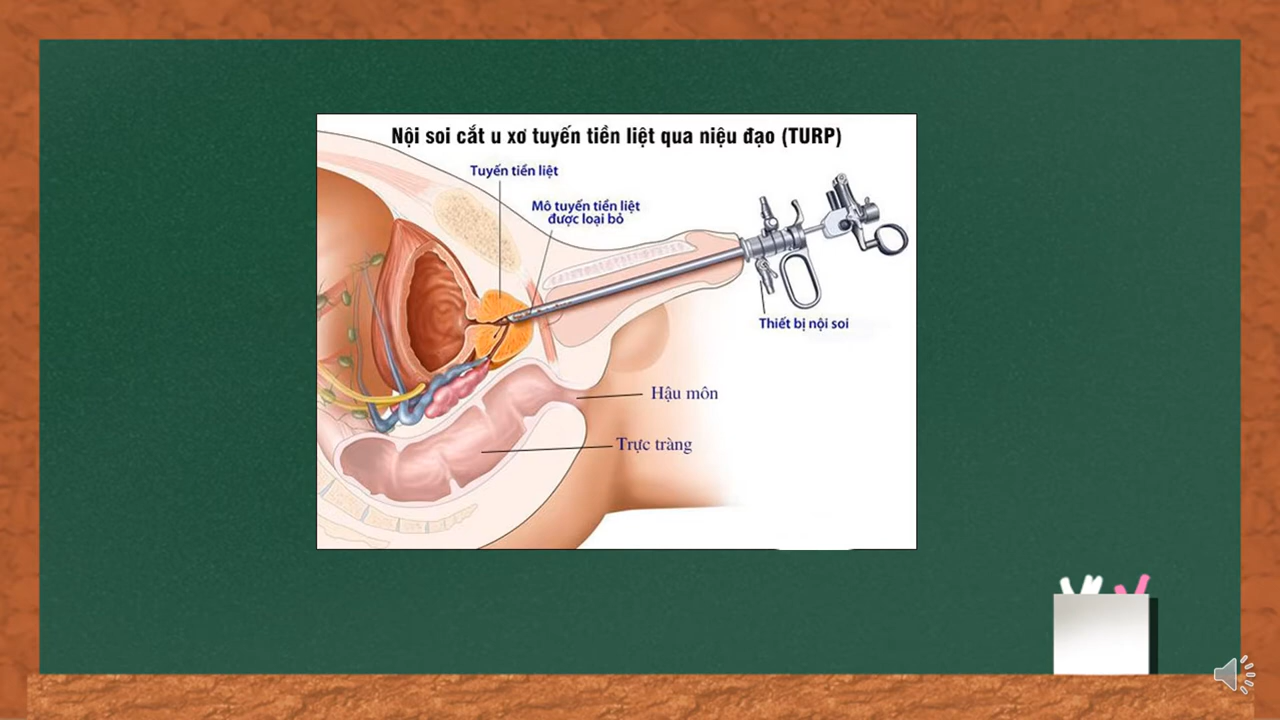 Nội soi cắt u xơ tuyến tiền liệt qua niệu đạo (TURP)
Tuyến tiền liệt
Mô tuyến tiền liệt
được loại bỏ
Thiết bị nội soi
Hậu môn
Trực tràng